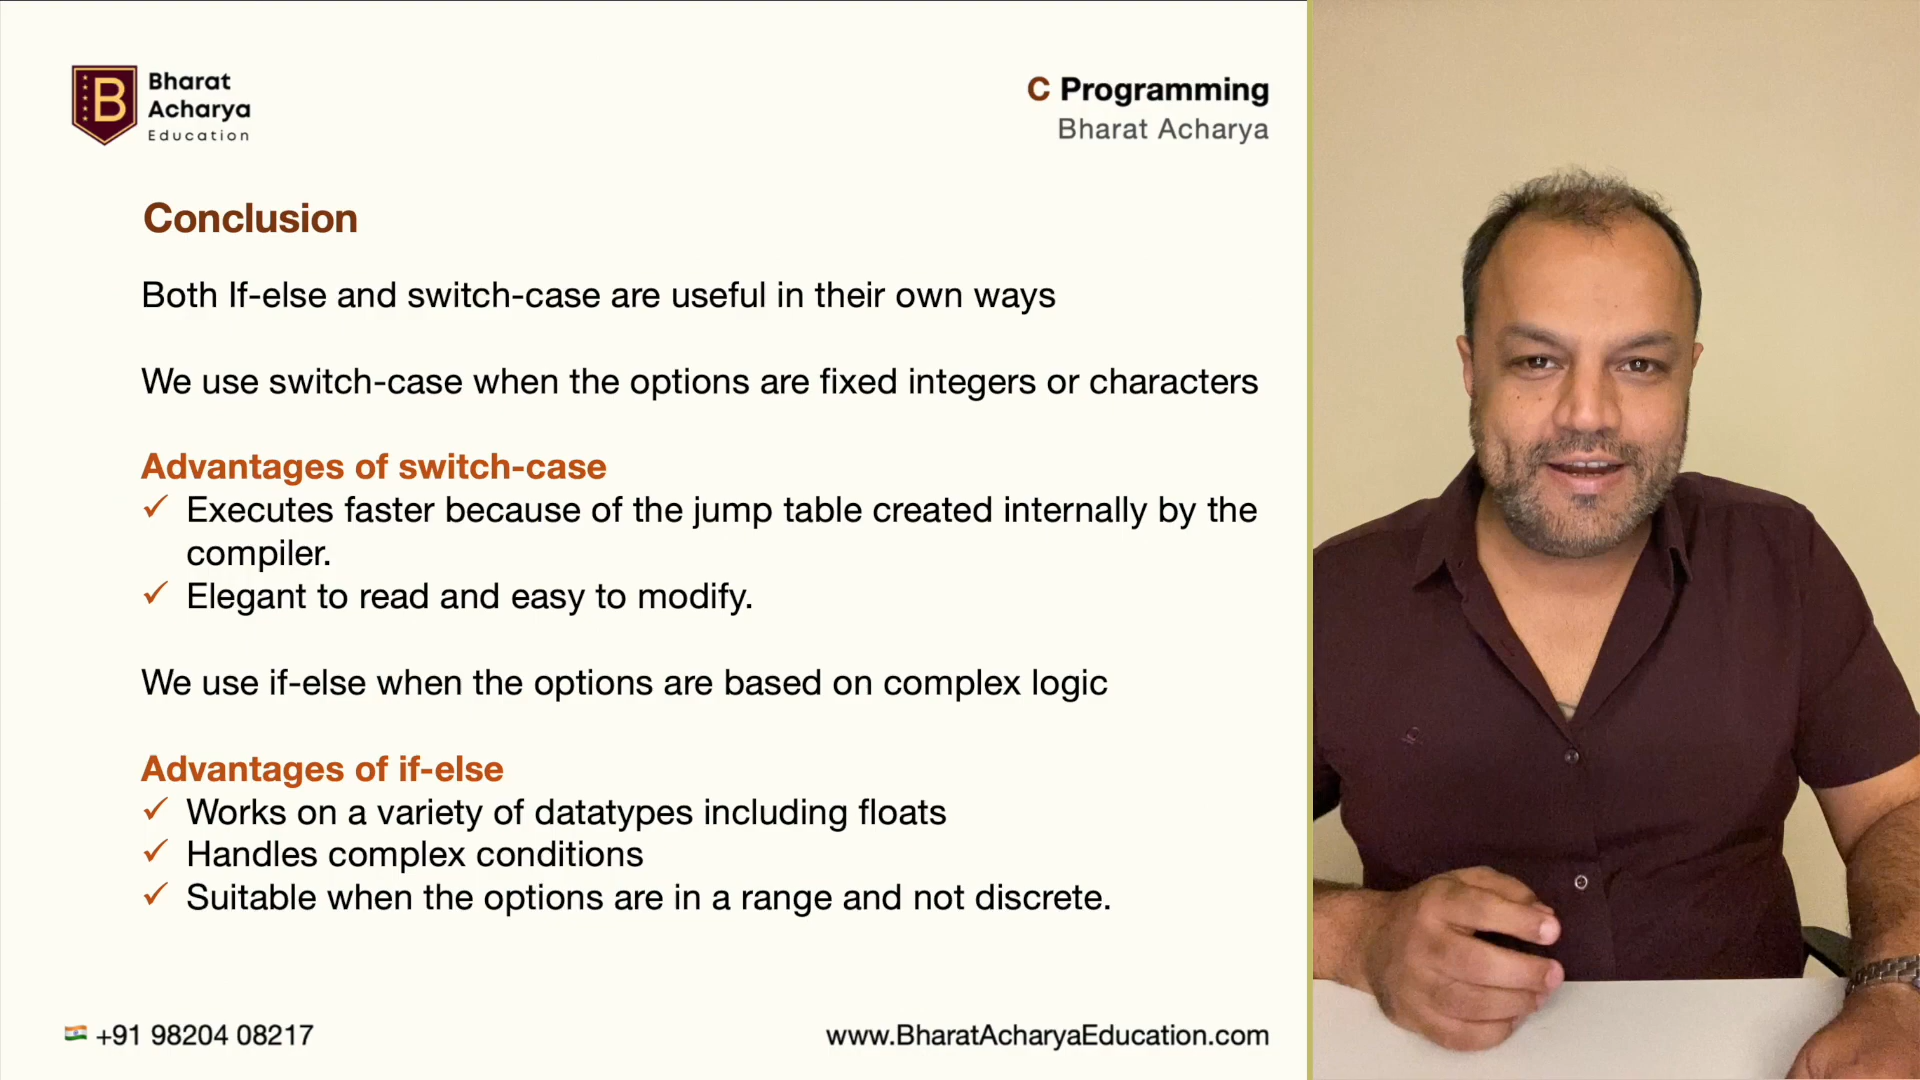 B
Bharat
Acharya
Education
C Programming
Bharat Acharya
Conclusion
Both If-else and switch-case are useful in their own ways
We use switch-case when the options are fixed integers or characters
Advantages of switch-case
✓ Executes faster because of the jump table created internally by the
compiler.
✓ Elegant to read and easy to modify.
We use if-else when the options are based on complex logic
Advantages of if-else
✓ Works on a variety of datatypes including floats
✓ Handles complex conditions
✓ Suitable when the options are in a range and not discrete.
+91 98204 08217
www.BharatAcharyaEducation.com